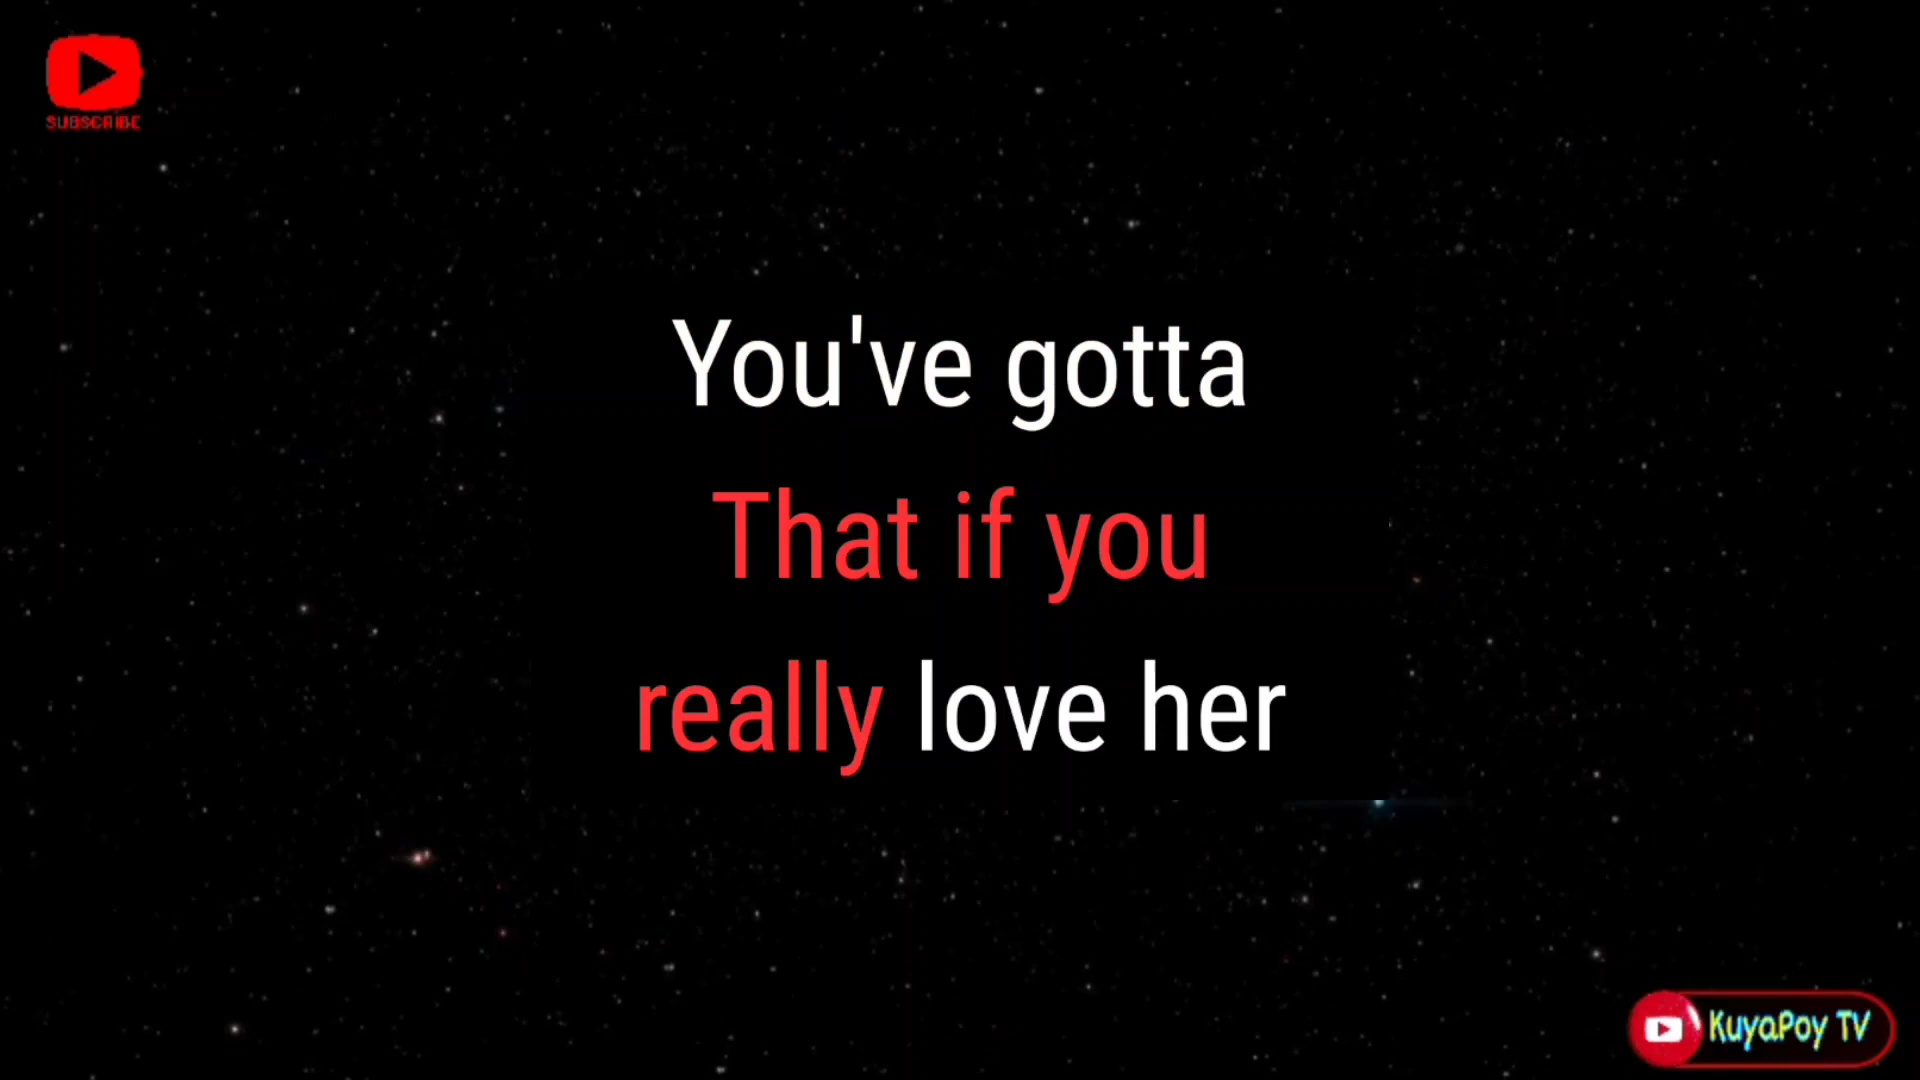 SUBSCRIBE
You've gotta
That if you
really love her
KuyaPoy TV